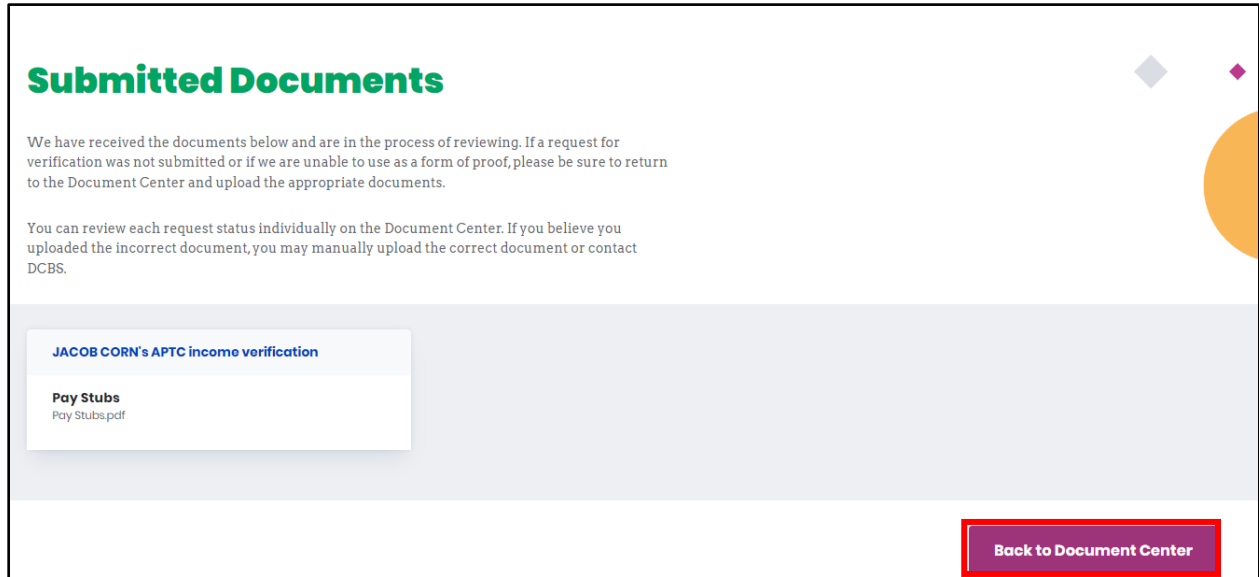 Submitted Documents
We have received the documents below and are in the process of reviewing. If a request for
verification was not submitted or if we are unable to use as a form of proof, please be sure to return
to the Document Center and upload the appropriate documents.
You can review each request status individually on the Document Center. If you believe you
uploaded the incorrect document, you may manually upload the correct document or contact
DCBS.
JACOB CORN's APTC income verification
Pay Stubs
Pay Stubs.pdf
Back to Document Center